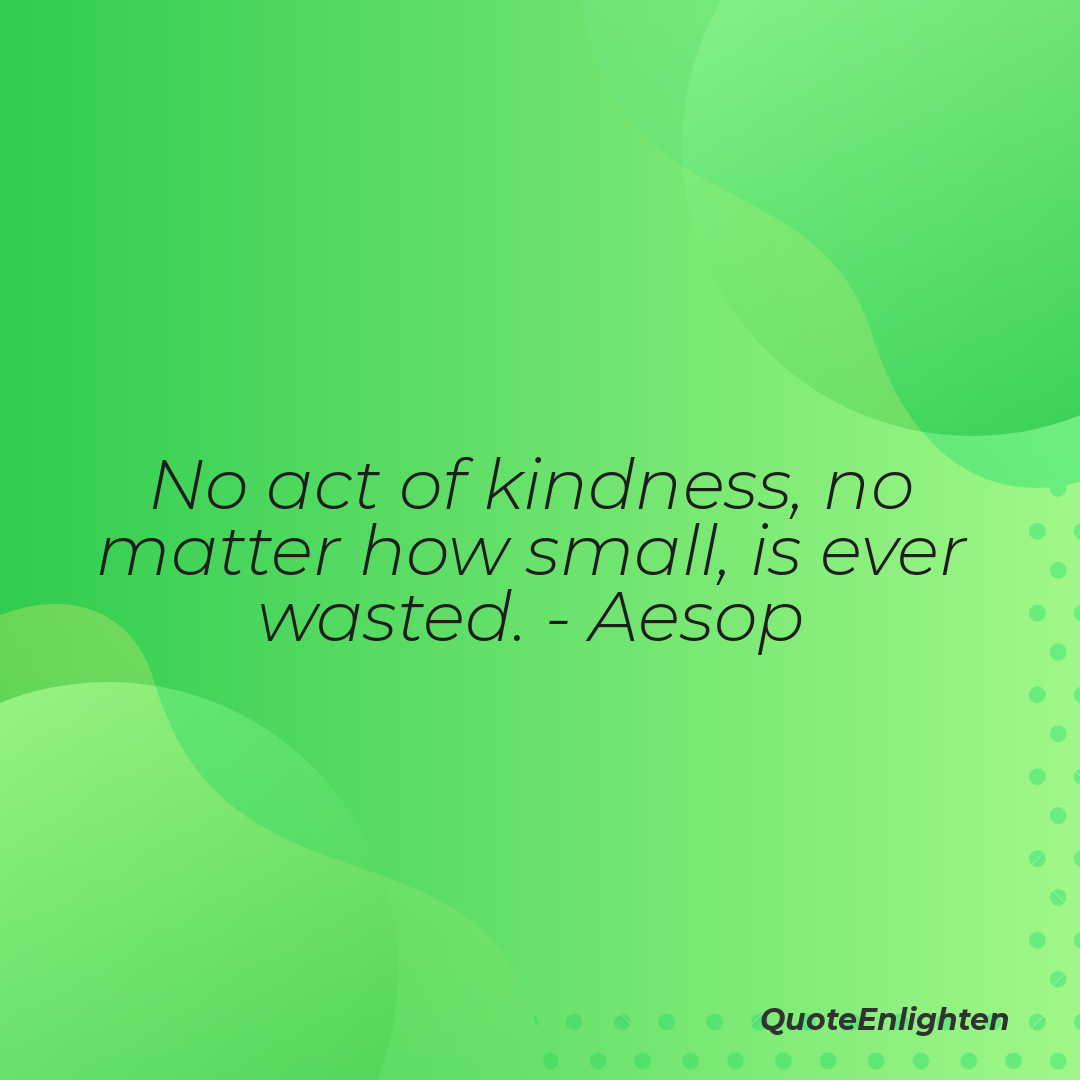 No act of kindness, no
matter how small, is ever
wasted. - Aesop
QuoteEnlighten